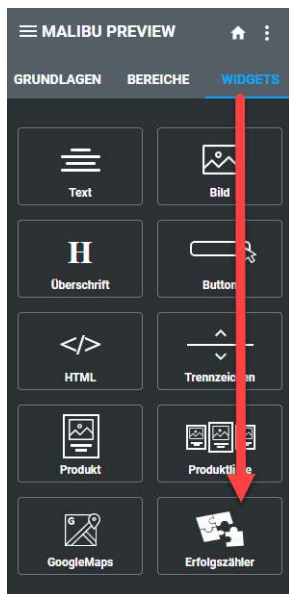 MALIBU PREVIEW
GRUNDLAGEN BEREICHE WIDGETS
Text Bild
H
Überschrift Button
</>
HTML Trennzeichen
Produkt Produktliste
G
GoogleMaps Erfolgszähler